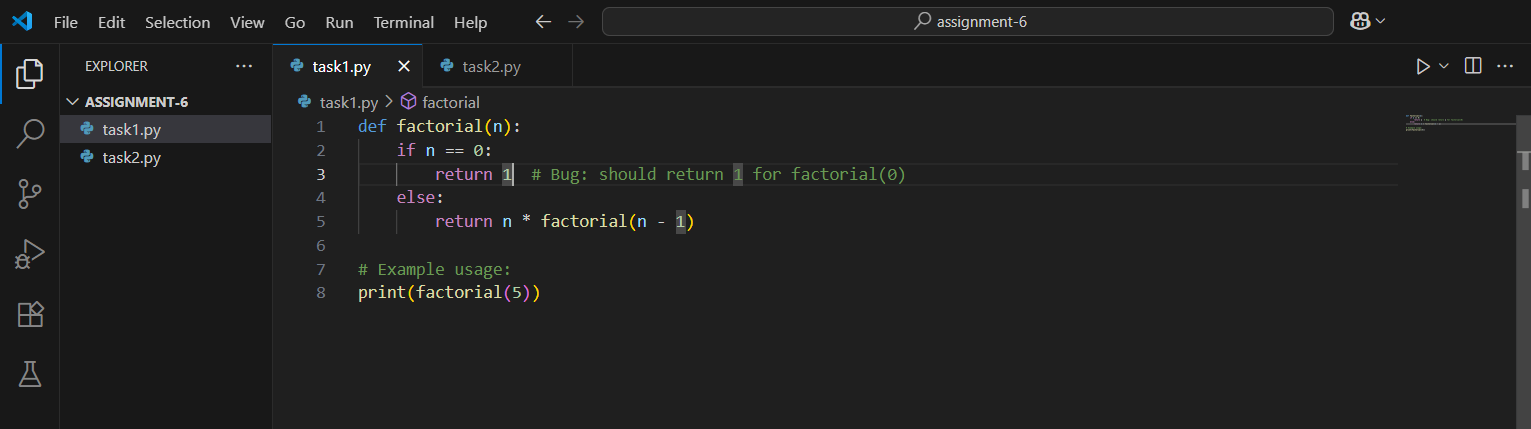 File Edit Selection View Go Run Terminal Help assignment-6
EXPLORER
ASSIGNMENT-6
task1.py
task2.py
task1.py task2.py
task1.py > factorial
1 def factorial(n):
2     if n == 0:
3         return 1  # Bug: should return 1 for factorial(0)
4     else:
5         return n * factorial(n - 1)
6
7 # Example usage:
8 print(factorial(5))